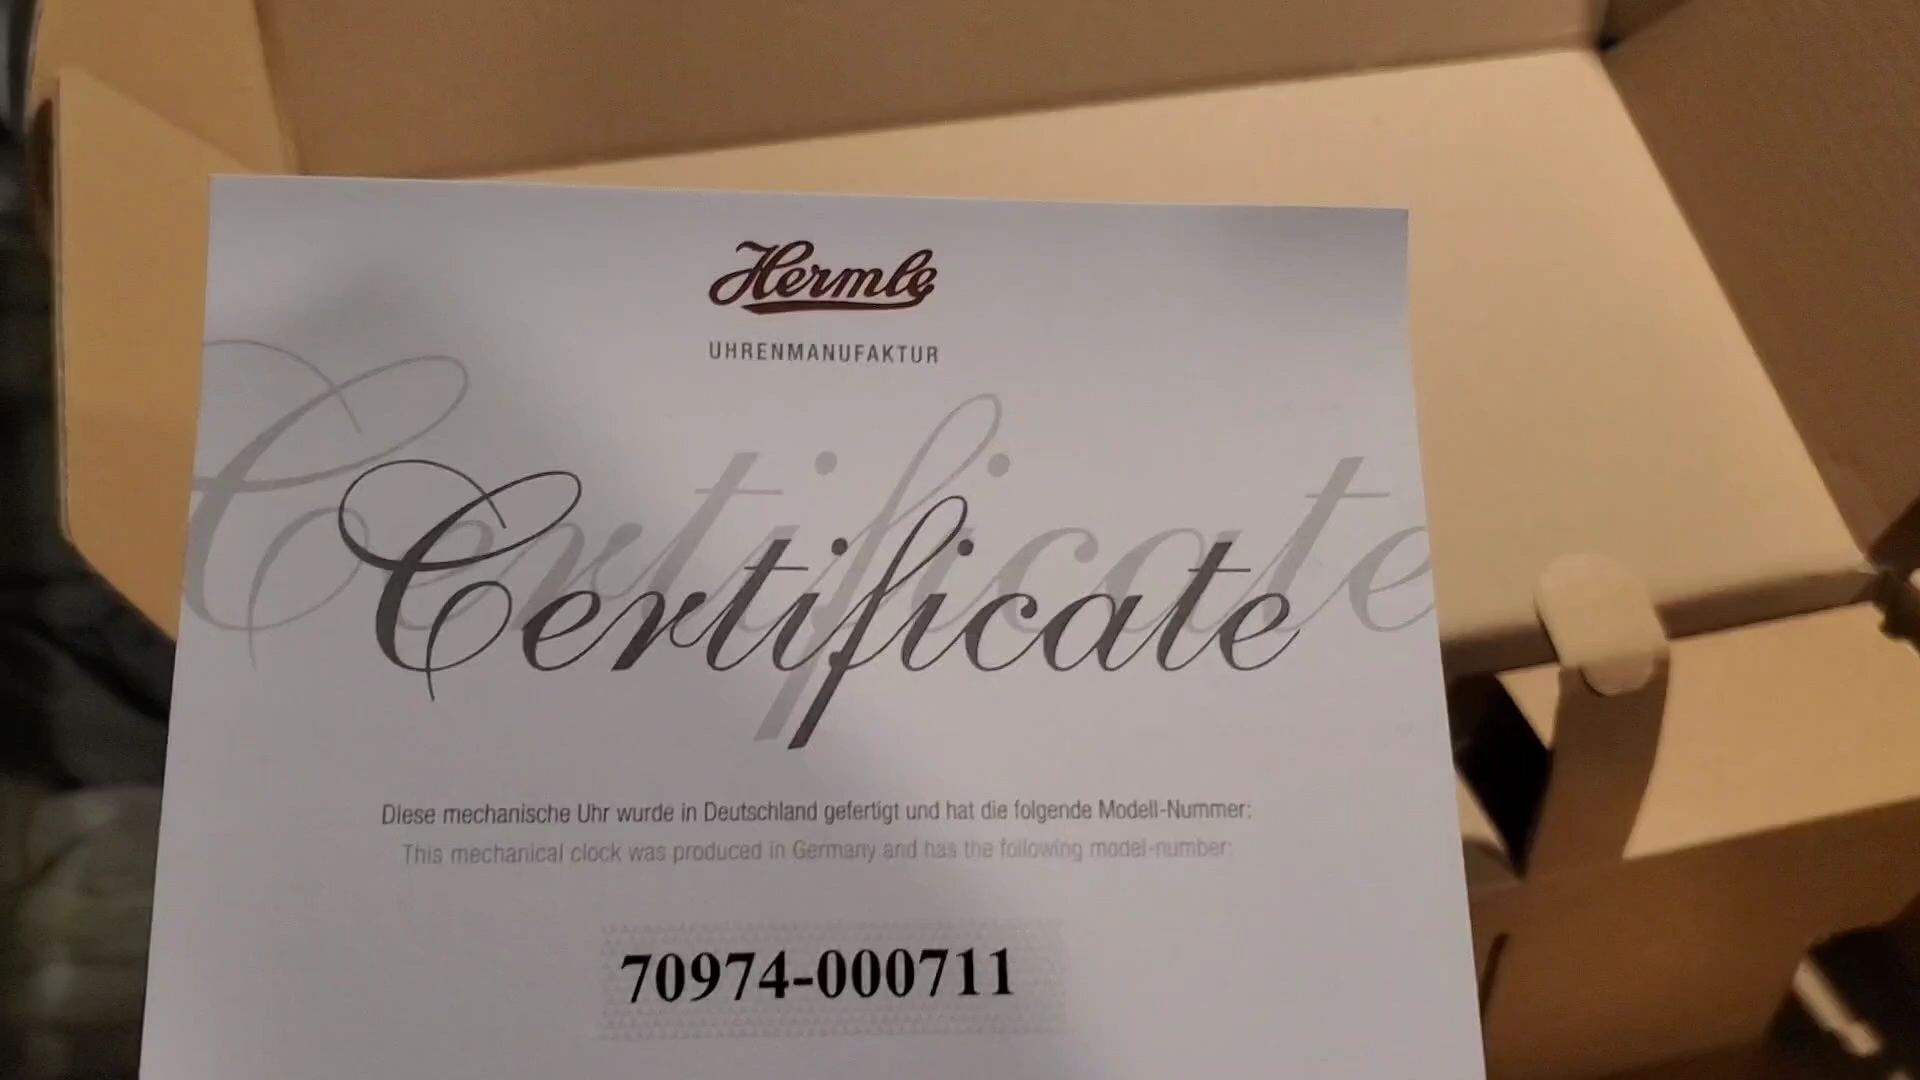 Hermle
UHRENMANUFAKTUR
Certificate
Certificate
Diese mechanische Uhr wurde in Deutschland gefertigt und hat die folgende Modell-Nummer:
This mechanical clock was produced in Germany and has the following model-number:
70974-000711